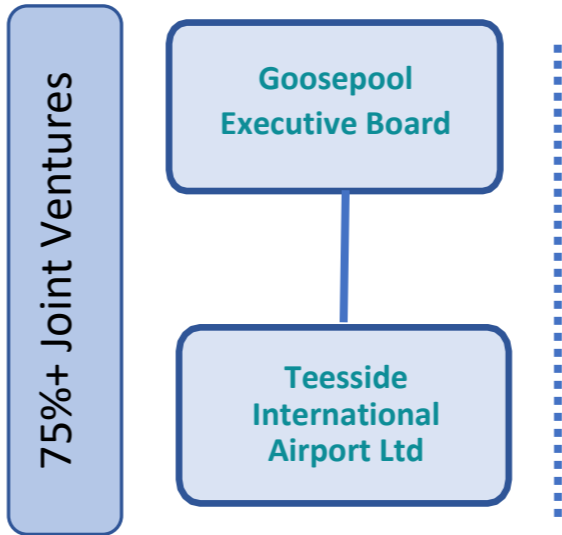 75%+ Joint Ventures
Goosepool
Executive Board
Teesside
International
Airport Ltd